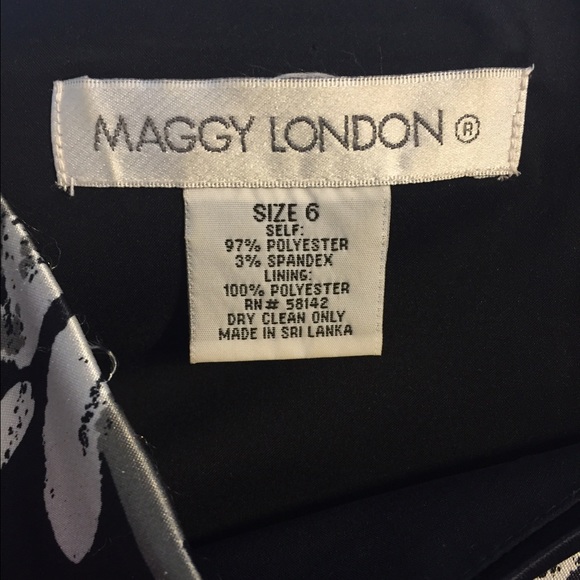 MAGGY LONDON ®
SIZE 6
SELF:
97% POLYESTER
3% SPANDEX
LINING:
100% POLYESTER
RN# 58142
DRY CLEAN ONLY
MADE IN SRI LANKA